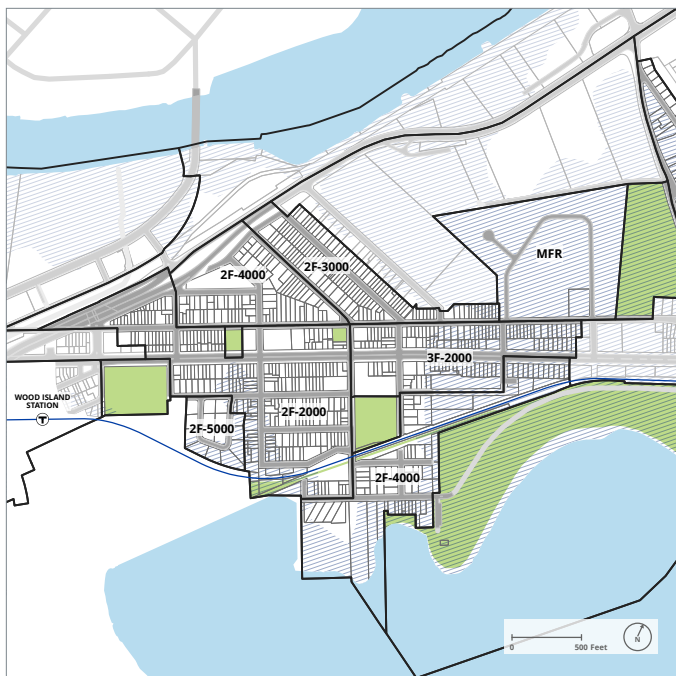 2F-4000
2F-3000
MFR
3F-2000
WOOD ISLAND
STATION
T
2F-2000
2F-5000
2F-4000
0
500 Feet
N